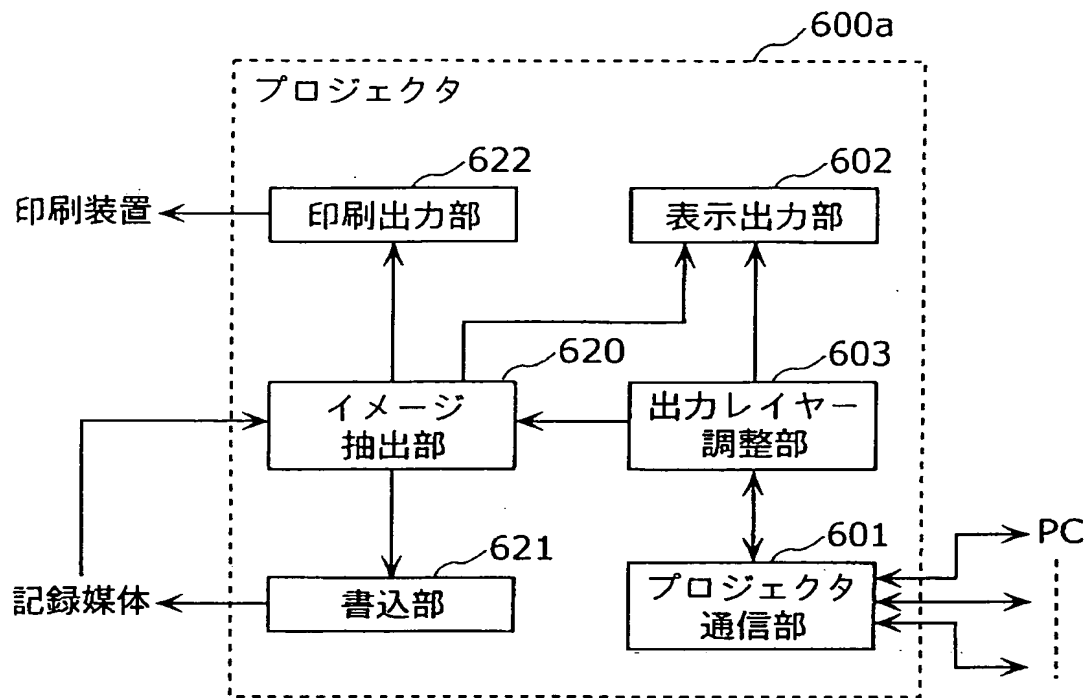 600a
プロジェクタ
622
602
印刷装置
印刷出力部
表示出力部
620
603
イメージ
抽出部
出力レイヤー
調整部
621
601
PC
記録媒体
書込部
プロジェクタ
通信部